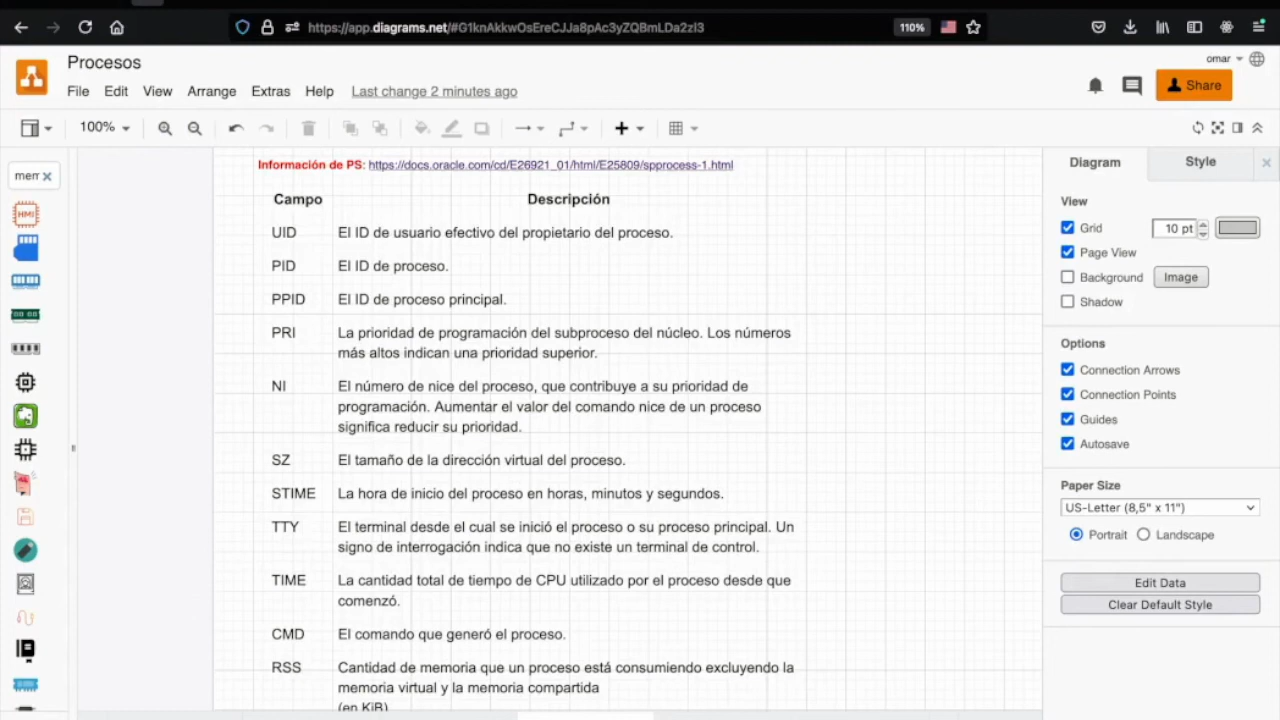 https://app.diagrams.net/#G1knAkkwOsEreCJJa8pAc3yZQBmLDa2zI3
110%
Procesos
omar
File Edit View Arrange Extras Help Last change 2 minutes ago
Share
100%
Información de PS: https://docs.oracle.com/cd/E26921_01/html/E25809/spprocess-1.html
Campo Descripción
UID El ID de usuario efectivo del propietario del proceso.
PID El ID de proceso.
PPID El ID de proceso principal.
PRI La prioridad de programación del subproceso del núcleo. Los números
más altos indican una prioridad superior.
NI El número de nice del proceso, que contribuye a su prioridad de
programación. Aumentar el valor del comando nice de un proceso
significa reducir su prioridad.
SZ El tamaño de la dirección virtual del proceso.
STIME La hora de inicio del proceso en horas, minutos y segundos.
TTY El terminal desde el cual se inició el proceso o su proceso principal. Un
signo de interrogación indica que no existe un terminal de control.
TIME La cantidad total de tiempo de CPU utilizado por el proceso desde que
comenzó.
CMD El comando que generó el proceso.
RSS Cantidad de memoria que un proceso está consumiendo excluyendo la
memoria virtual y la memoria compartida
(en KiB)
HMI
Diagram Style
View
Grid 10 pt
Page View
Background Image
Shadow
Options
Connection Arrows
Connection Points
Guides
Autosave
Paper Size
US-Letter (8,5" x 11")
Portrait Landscape
Edit Data
Clear Default Style